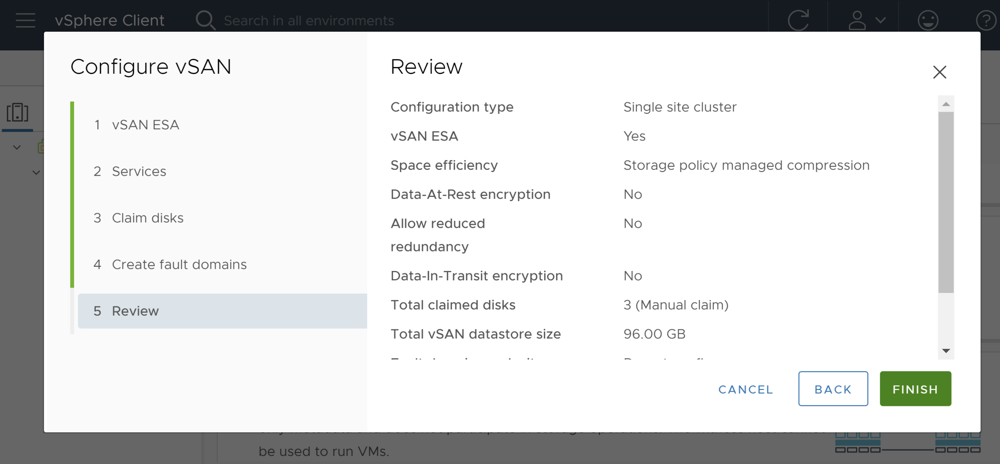 vSphere Client
Search in all environments
Configure vSAN
1 vSAN ESA
2 Services
3 Claim disks
4 Create fault domains
5 Review
Review
Configuration type Single site cluster
vSAN ESA Yes
Space efficiency Storage policy managed compression
Data-At-Rest encryption No
Allow reduced No
redundancy
Data-In-Transit encryption No
Total claimed disks 3 (Manual claim)
Total vSAN datastore size 96.00 GB
CANCEL BACK FINISH
be used to run VMs.